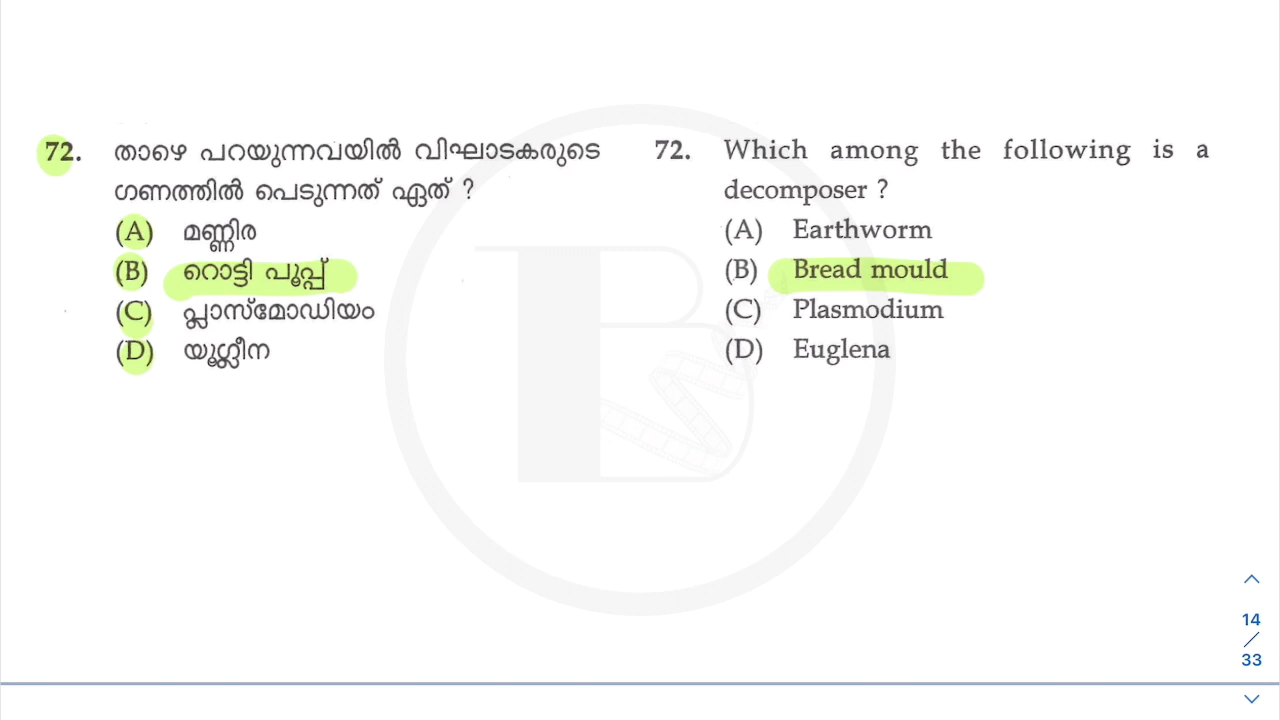 72. താഴെ പറയുന്നവയിൽ വിഘാടകരുടെ
ഗണത്തിൽ പെടുന്നത് ഏത് ?
(A) മണ്ണിര
(B) റൊട്ടി പൂപ്പ്
(C) പ്ലാസ്മോഡിയം
(D) യൂഗ്ലീന
72. Which among the following is a
decomposer ?
(A) Earthworm
(B) Bread mould
(C) Plasmodium
(D) Euglena
14
/
33